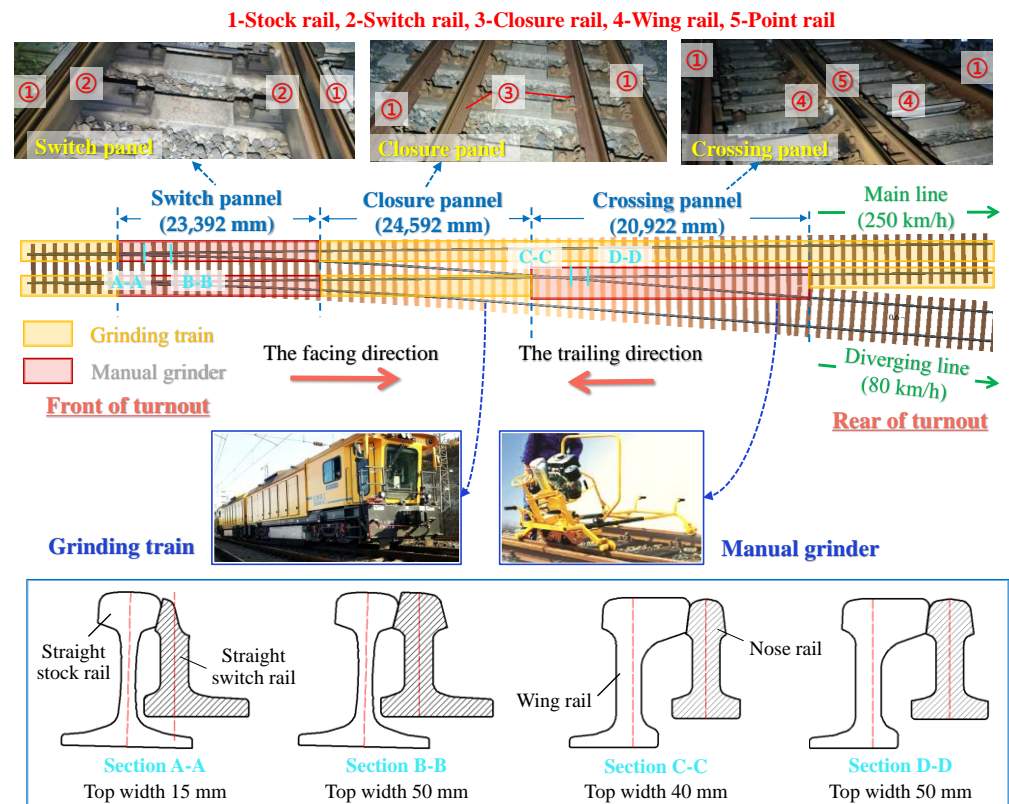 1-Stock rail, 2-Switch rail, 3-Closure rail, 4-Wing rail, 5-Point rail
① ② ② ①
Switch panel
① ③ ①
Closure panel
① ⑤ ① ④ ④
Crossing panel
Switch pannel
(23,392 mm)
Closure pannel
(24,592 mm)
Crossing pannel
(20,922 mm)
Main line
(250 km/h)
A-A
B-B
C-C
D-D
Grinding train
Manual grinder
The facing direction
The trailing direction
Diverging line
(80 km/h)
Front of turnout
Rear of turnout
Grinding train
Manual grinder
Straight
stock rail
Straight
switch rail
Wing rail
Nose rail
Section A-A
Top width 15 mm
Section B-B
Top width 50 mm
Section C-C
Top width 40 mm
Section D-D
Top width 50 mm